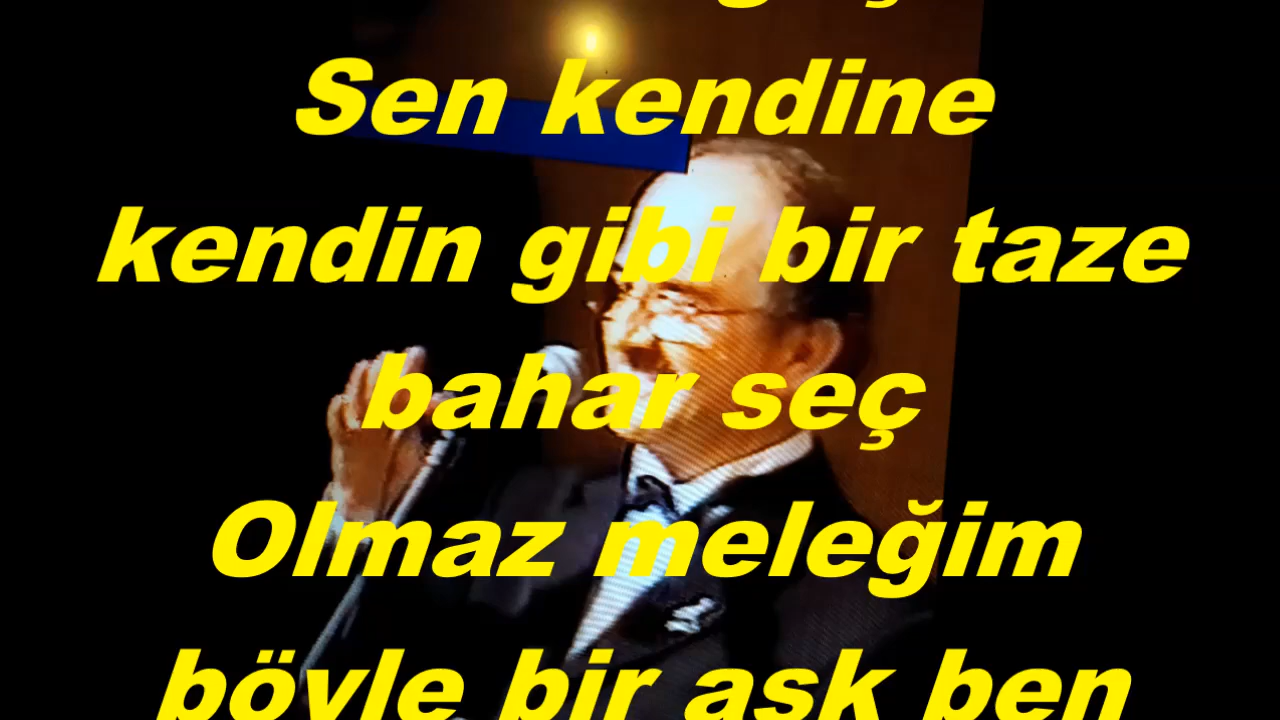 Sen kendine
kendin gibi bir taze
bahar seç
Olmaz meleğim
böyle bir aşk ben